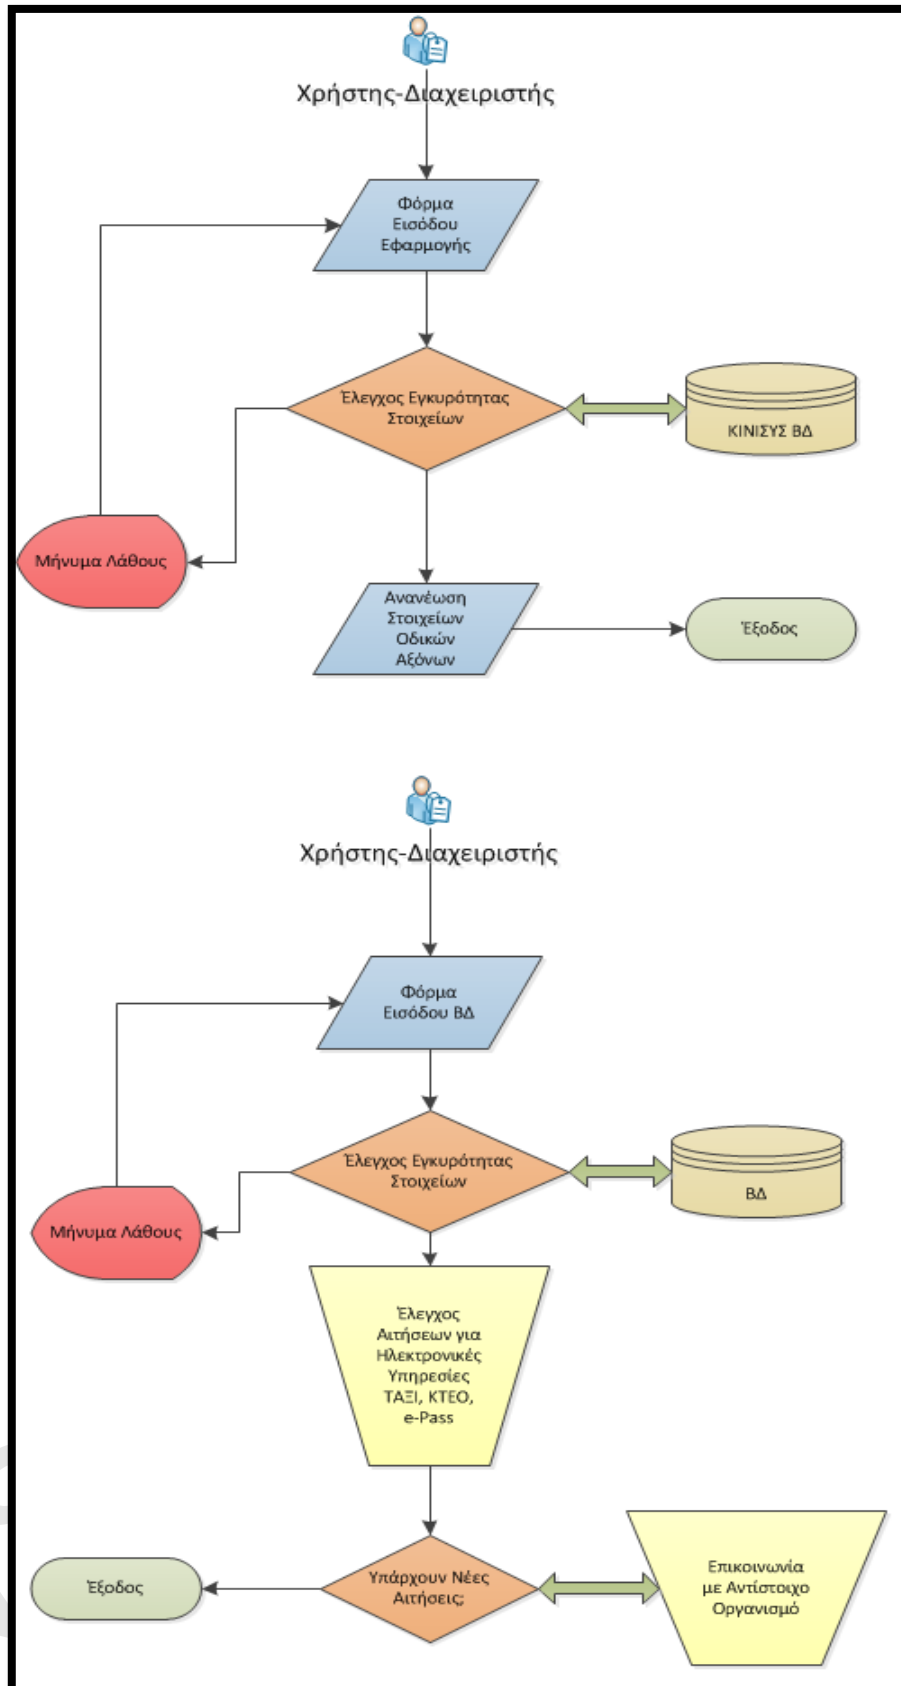 Χρήστης-Διαχειριστής
Φόρμα
Εισόδου
Εφαρμογής
Έλεγχος Εγκυρότητας
Στοιχείων
ΚΙΝΙΣΥΣ ΒΔ
Μήνυμα Λάθους
Ανανέωση
Στοιχείων
Οδικών
Αξόνων
Έξοδος
Χρήστης-Διαχειριστής
Φόρμα
Εισόδου ΒΔ
Έλεγχος Εγκυρότητας
Στοιχείων
ΒΔ
Μήνυμα Λάθους
Έλεγχος
Αιτήσεων για
Ηλεκτρονικές
Υπηρεσίες
ΤΑΞΙ, ΚΤΕΟ,
e-Pass
Υπάρχουν Νέες
Αιτήσεις;
Έξοδος
Επικοινωνία
με Αντίστοιχο
Οργανισμό